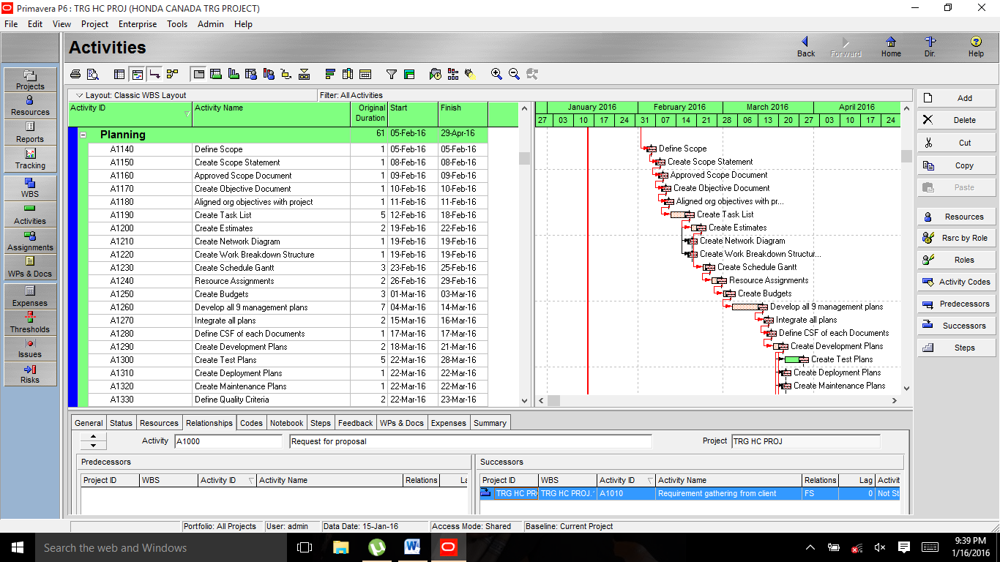 Primavera P6 : TRG HC PROJ (HONDA CANADA TRG PROJECT)
File Edit View Project Enterprise Tools Admin Help
Activities
Back Forward Home Dir. Help
Projects
Resources
Reports
Tracking
WBS
Activities
Assignments
WPs & Docs
Expenses
Thresholds
Issues
Risks
Layout: Classic WBS Layout Filter: All Activities
Activity ID Activity Name Original Duration Start Finish
Planning 61 05-Feb-16 29-Apr-16
A1140 Define Scope 1 05-Feb-16 05-Feb-16
A1150 Create Scope Statement 1 08-Feb-16 08-Feb-16
A1160 Approved Scope Document 1 09-Feb-16 09-Feb-16
A1170 Create Objective Document 1 10-Feb-16 10-Feb-16
A1180 Aligned org objectives with project 1 11-Feb-16 11-Feb-16
A1190 Create Task List 5 12-Feb-16 18-Feb-16
A1200 Create Estimates 2 19-Feb-16 22-Feb-16
A1210 Create Network Diagram 1 19-Feb-16 19-Feb-16
A1220 Create Work Breakdown Structure 1 19-Feb-16 19-Feb-16
A1230 Create Schedule Gantt 3 23-Feb-16 25-Feb-16
A1240 Resource Assignments 2 26-Feb-16 29-Feb-16
A1250 Create Budgets 3 01-Mar-16 03-Mar-16
A1260 Develop all 9 management plans 7 04-Mar-16 14-Mar-16
A1270 Integrate all plans 2 15-Mar-16 16-Mar-16
A1280 Define CSF of each Documents 1 17-Mar-16 17-Mar-16
A1290 Create Development Plans 2 18-Mar-16 21-Mar-16
A1300 Create Test Plans 5 22-Mar-16 28-Mar-16
A1310 Create Deployment Plans 1 22-Mar-16 22-Mar-16
A1320 Create Maintenance Plans 1 22-Mar-16 22-Mar-16
A1330 Define Quality Criteria 2 22-Mar-16 23-Mar-16
January 2016 February 2016 March 2016 April 2016
27 03 10 17 24 31 07 14 21 28 06 13 20 27 03 10 17 24
Define Scope
Create Scope Statement
Approved Scope Document
Create Objective Document
Aligned org objectives with pr...
Create Task List
Create Estimates
Create Network Diagram
Create Work Breakdown Structur...
Create Schedule Gantt
Resource Assignments
Create Budgets
Develop all 9 management plans
Integrate all plans
Define CSF of each Documents
Create Development Plans
Create Test Plans
Create Deployment Plans
Create Maintenance Plans
Add
Delete
Cut
Copy
Paste
Resources
Rsrc by Role
Roles
Activity Codes
Predecessors
Successors
Steps
General Status Resources Relationships Codes Notebook Steps Feedback WPs & Docs Expenses Summary
Activity A1000 Request for proposal Project TRG HC PROJ
Predecessors
Project ID WBS Activity ID Activity Name Relations La
Successors
Project ID WBS Activity ID Activity Name Relations Lag Activit
TRG HC PR TRG HC PROJ. A1010 Requirement gathering from client FS 0 Not St
Portfolio: All Projects User: admin Data Date: 15-Jan-16 Access Mode: Shared Baseline: Current Project
Search the web and Windows
9:39 PM
1/16/2016